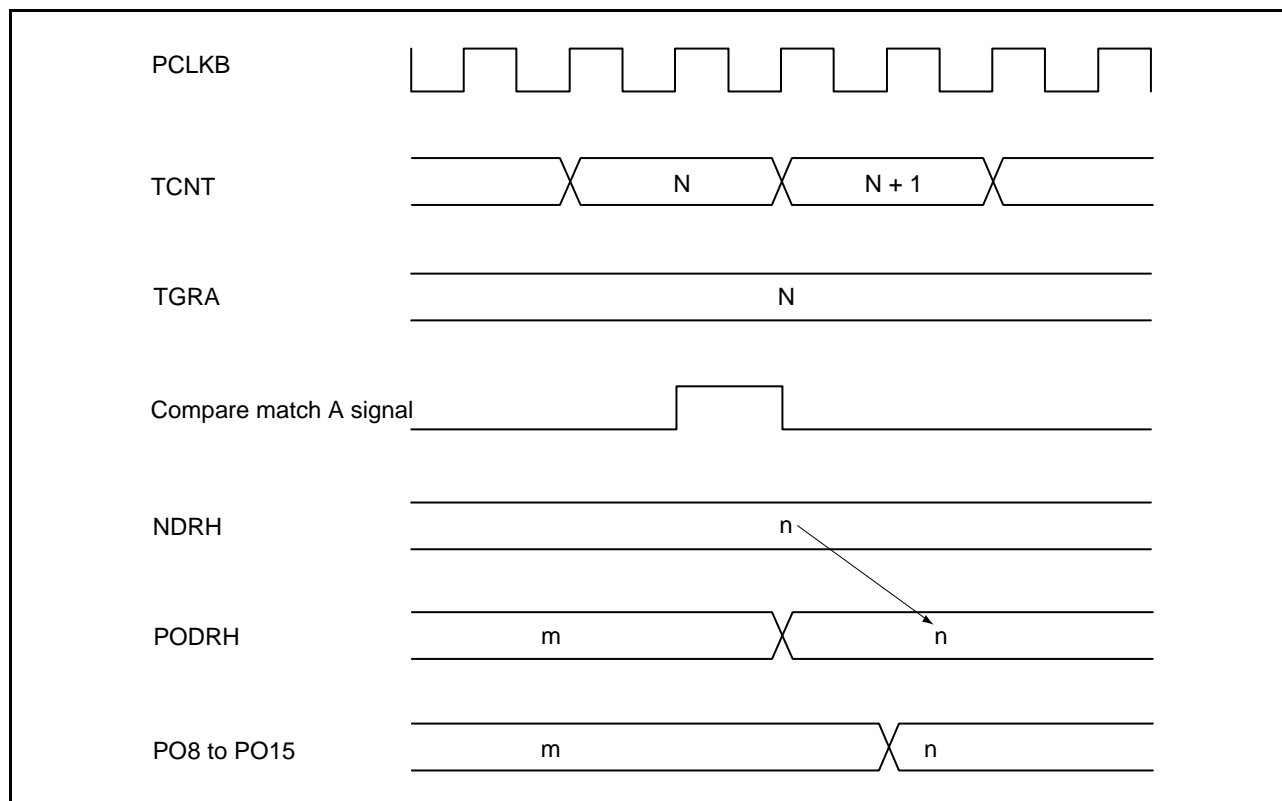 PCLKB
TCNT N N + 1
TGRA N
Compare match A signal
NDRH n
PODRH m n
PO8 to PO15 m n